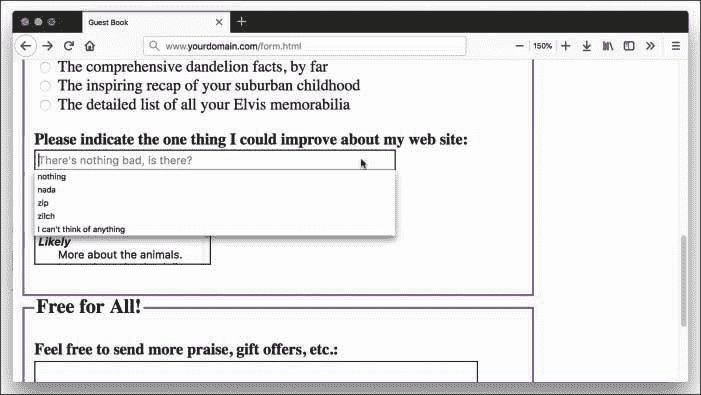 Guest Book
www.yourdomain.com/form.html
150%
The comprehensive dandelion facts, by far
The inspiring recap of your suburban childhood
The detailed list of all your Elvis memorabilia
Please indicate the one thing I could improve about my web site:
There's nothing bad, is there?
nothing
nada
zip
zilch
I can't think of anything
Likely
More about the animals.
Free for All!
Feel free to send more praise, gift offers, etc.: